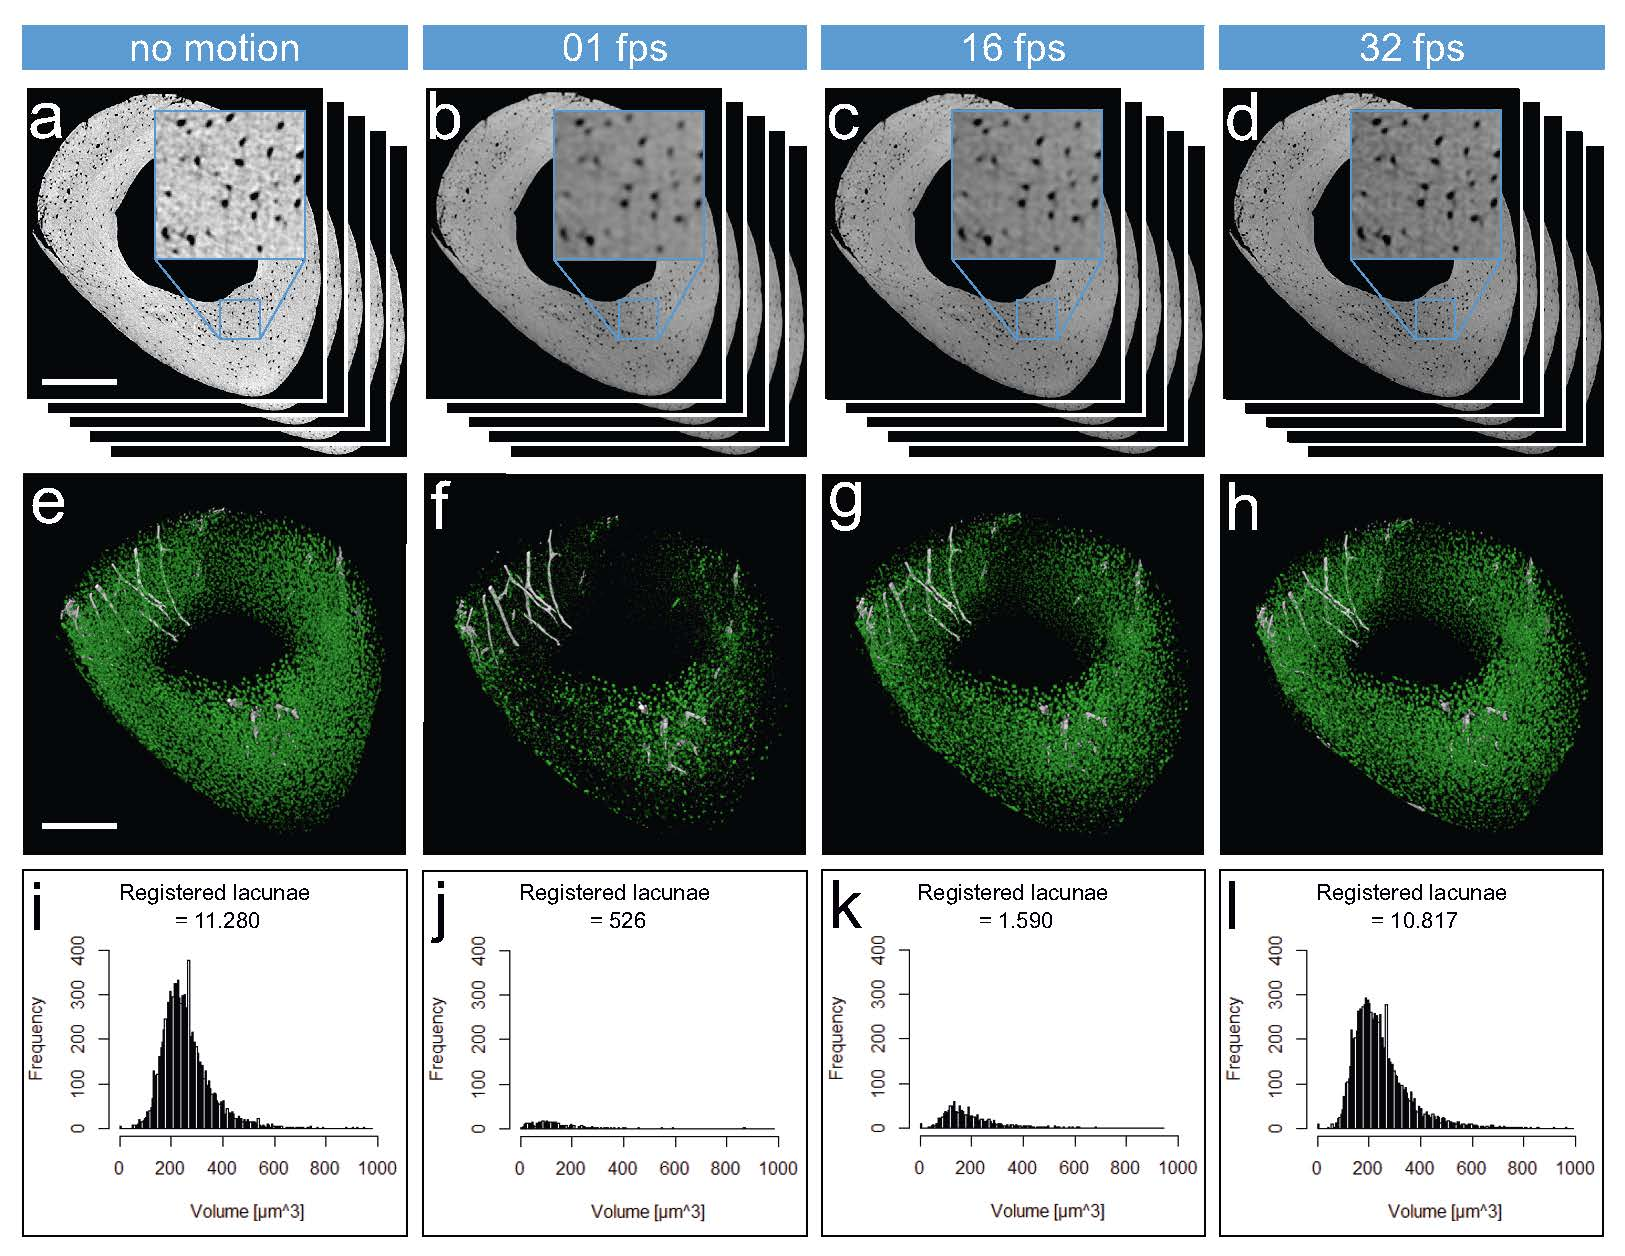 no motion
01 fps
16 fps
32 fps
a
b
c
d
e
f
g
h
i
Registered lacunae
= 11.280
400
300
200
100
0
Frequency
0 200 400 600 800 1000
Volume [µm^3]
j
Registered lacunae
= 526
400
300
200
100
0
Frequency
0 200 400 600 800 1000
Volume [µm^3]
k
Registered lacunae
= 1.590
400
300
200
100
0
Frequency
0 200 400 600 800 1000
Volume [µm^3]
l
Registered lacunae
= 10.817
400
300
200
100
0
Frequency
0 200 400 600 800 1000
Volume [µm^3]